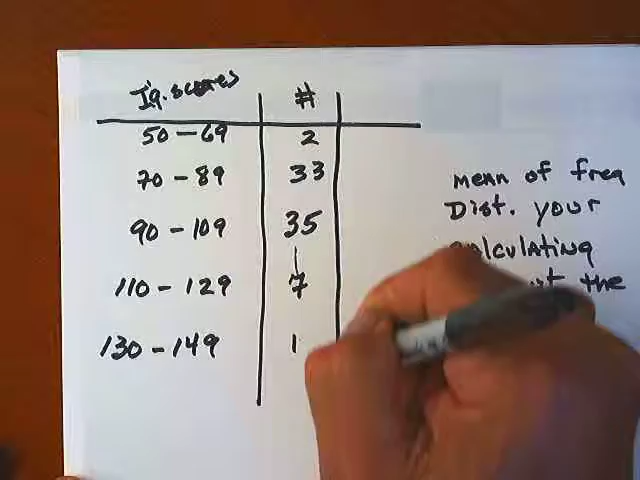 I.q. scores #
50 - 69 2
70 - 89 33
90 - 109 35
110 - 129 7
130 - 149 1
mean of freq
Dist. your
calculating
the